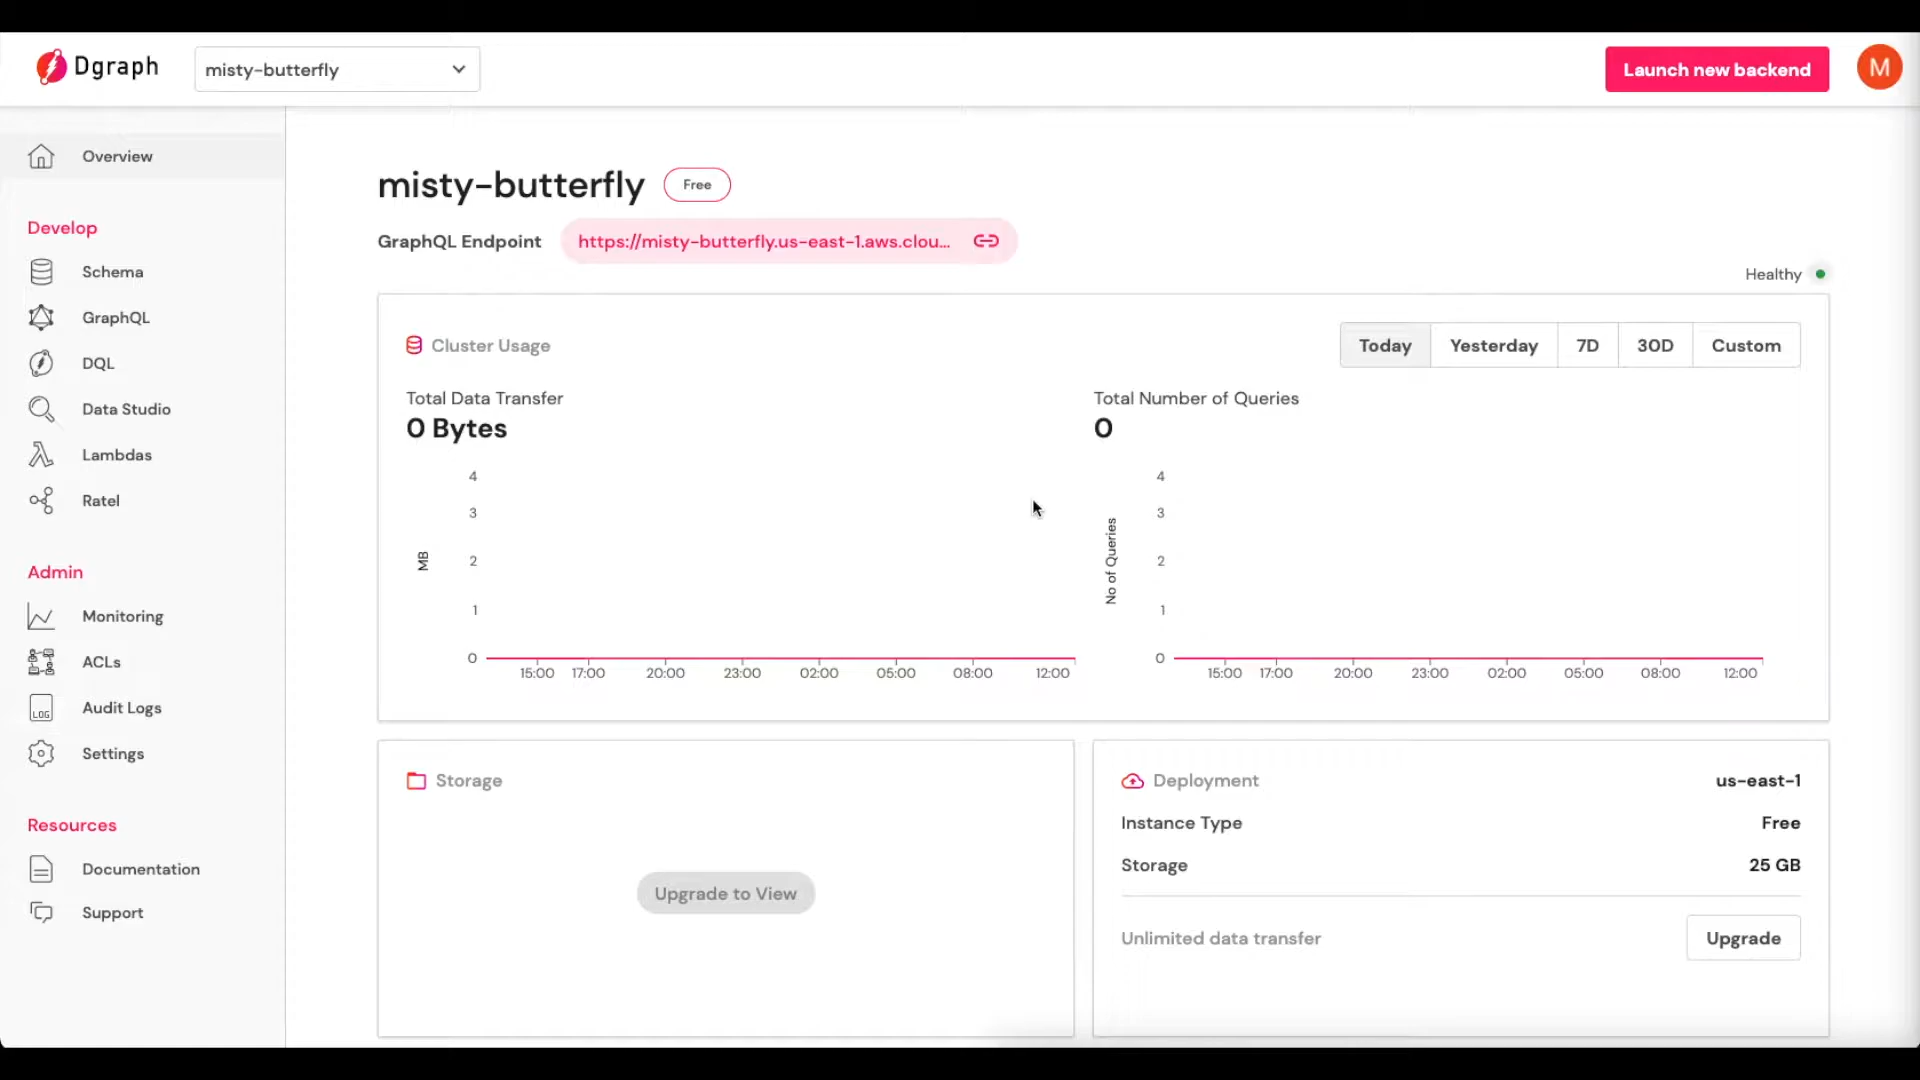 Dgraph
misty-butterfly
Launch new backend
M
Overview
Develop
Schema
GraphQL
DQL
Data Studio
Lambdas
Ratel
Admin
Monitoring
ACLs
LOG
Audit Logs
Settings
Resources
Documentation
Support
misty-butterfly
Free
GraphQL Endpoint
https://misty-butterfly.us-east-1.aws.clou...
Healthy
Cluster Usage
Today Yesterday 7D 30D Custom
Total Data Transfer
0 Bytes
MB
4
3
2
1
0
15:00 17:00 20:00 23:00 02:00 05:00 08:00 12:00
Total Number of Queries
0
No of Queries
4
3
2
1
0
15:00 17:00 20:00 23:00 02:00 05:00 08:00 12:00
Storage
Upgrade to View
Deployment us-east-1
Instance Type Free
Storage 25 GB
Unlimited data transfer Upgrade